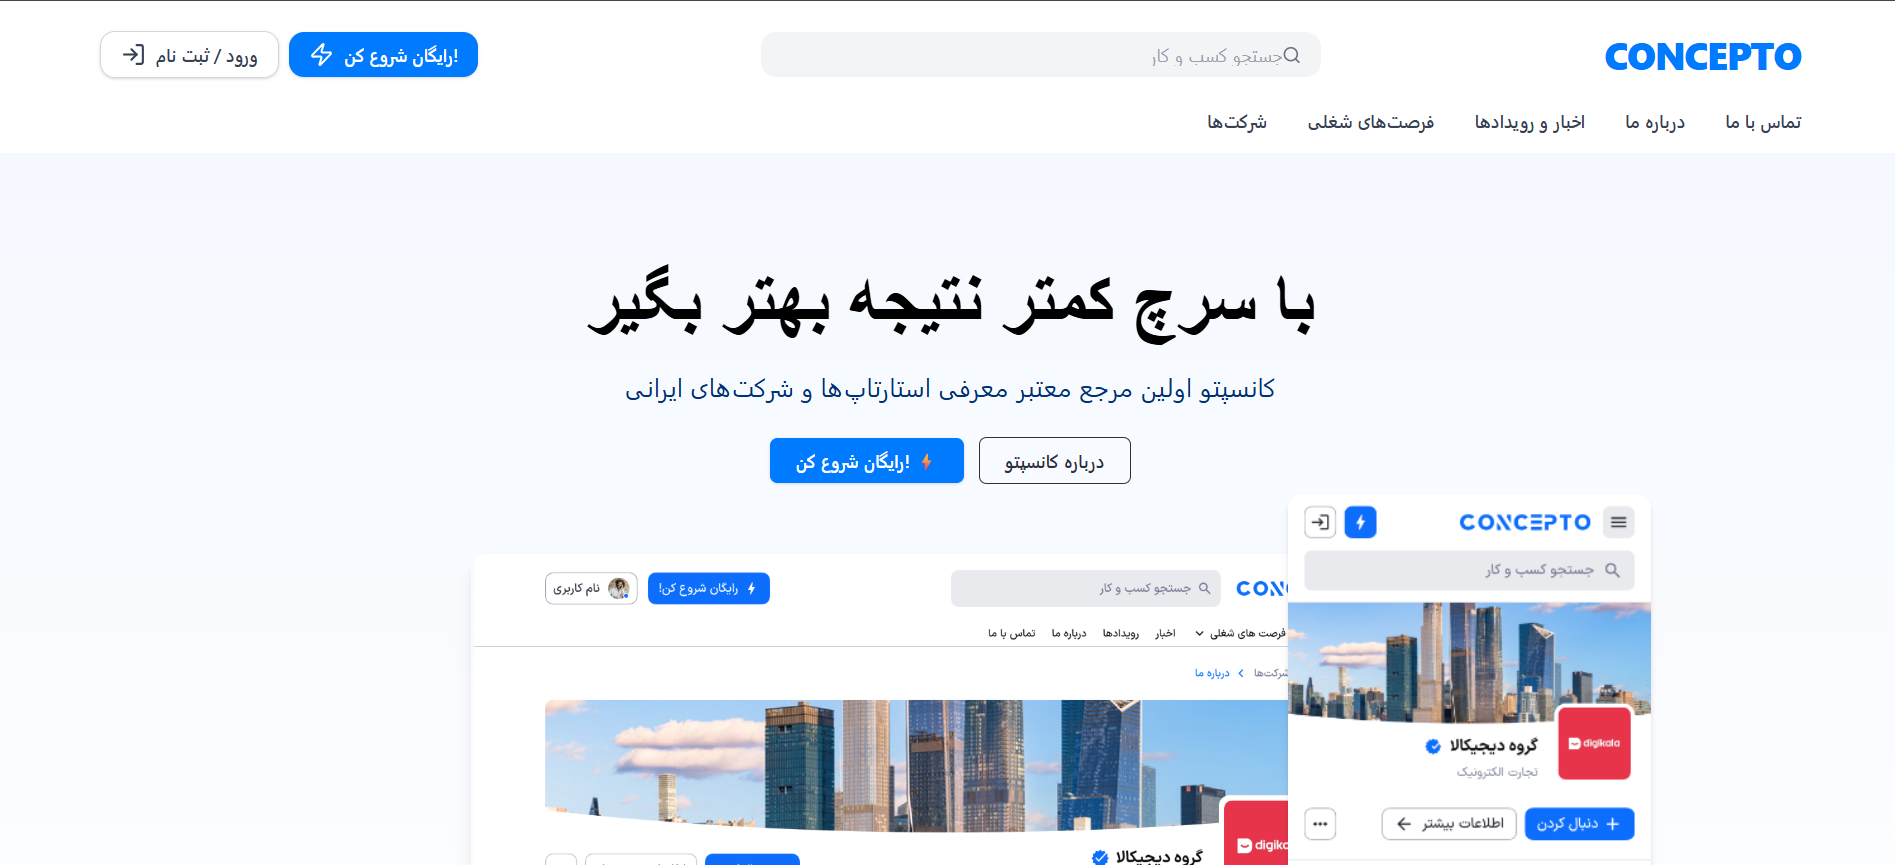 CONCEPTO
جستجو کسب و کار
!رایگان شروع کن
ورود / ثبت نام
تماس با ما
درباره ما
اخبار و رویدادها
فرصت‌های شغلی
شرکت‌ها
با سرچ کمتر نتیجه بهتر بگیر
کانسپتو اولین مرجع معتبر معرفی استارتاپ‌ها و شرکت‌های ایرانی
درباره کانسپتو
!رایگان شروع کن
CONCEPTO
جستجو کسب و کار
digikala
گروه دیجیکالا
تجارت الکترونیک
دنبال کردن
اطلاعات بیشتر
جستجو کسب و کار
رایگان شروع کن!
نام کاربری
فرصت های شغلی
اخبار
رویدادها
درباره ما
تماس با ما
شرکت‌ها
درباره ما
گروه دیجیکالا